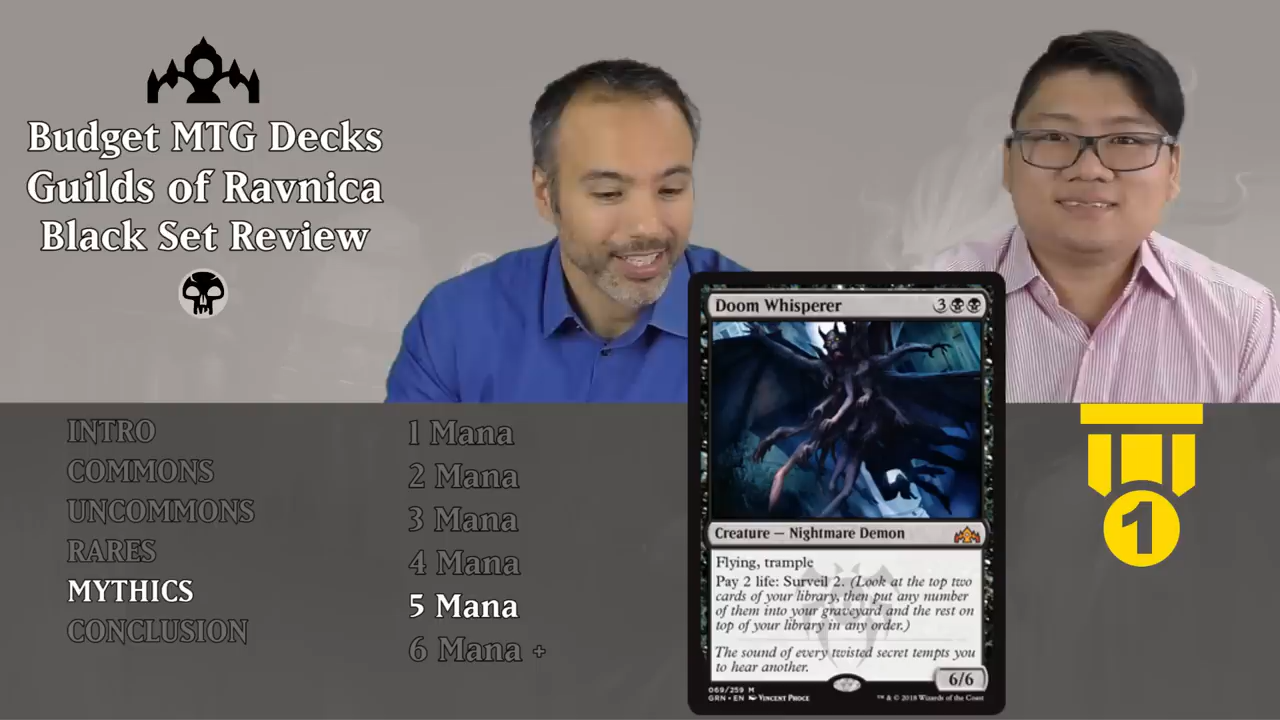 Budget MTG Decks
Guilds of Ravnica
Black Set Review
INTRO
COMMONS
UNCOMMONS
RARES
MYTHICS
CONCLUSION
1 Mana
2 Mana
3 Mana
4 Mana
5 Mana
6 Mana +
Doom Whisperer 3
Creature — Nightmare Demon
Flying, trample
Pay 2 life: Surveil 2. (Look at the top two
cards of your library, then put any number
of them into your graveyard and the rest on
top of your library in any order.)
The sound of every twisted secret tempts you
to hear another.
6/6
069/259 M
GRN • EN Vincent Proce
™ & © 2018 Wizards of the Coast
1